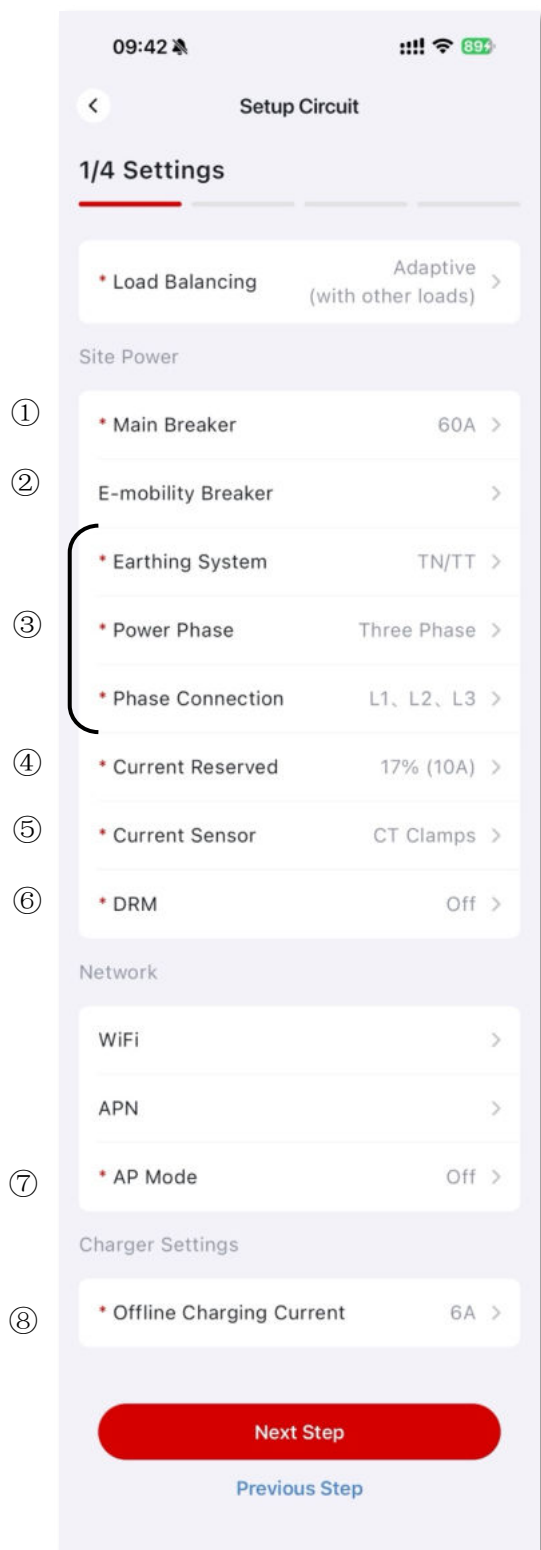 09:42
89
Setup Circuit
1/4 Settings
* Load Balancing Adaptive
(with other loads)
Site Power
① * Main Breaker 60A
② E-mobility Breaker
* Earthing System TN/TT
③ * Power Phase Three Phase
* Phase Connection L1、L2、L3
④ * Current Reserved 17% (10A)
⑤ * Current Sensor CT Clamps
⑥ * DRM Off
Network
WiFi
APN
⑦ * AP Mode Off
Charger Settings
⑧ * Offline Charging Current 6A
Next Step
Previous Step